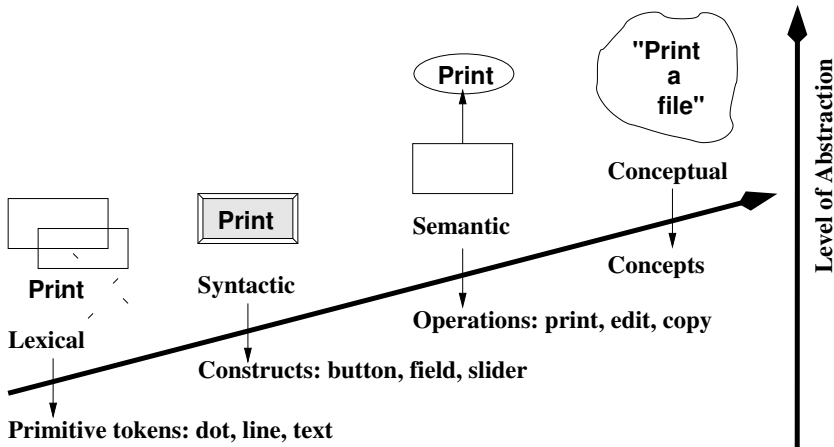 "Print
a
file"
Print
Conceptual
Print
Semantic
Concepts
Print
Syntactic
Operations: print, edit, copy
Lexical
Constructs: button, field, slider
Primitive tokens: dot, line, text
Level of Abstraction